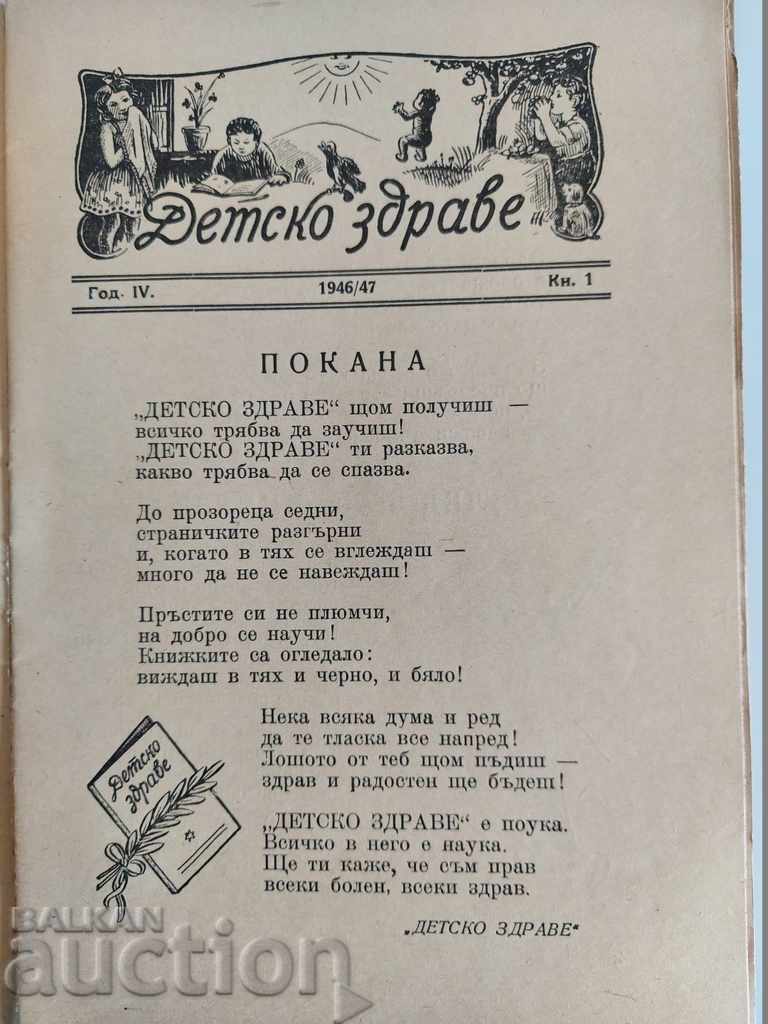 Детско здраве
Год. IV. 1946/47 Кн. 1
ПОКАНА
„ДЕТСКО ЗДРАВЕ“ щом получиш —
всичко трябва да заучиш!
„ДЕТСКО ЗДРАВЕ“ ти разказва,
какво трябва да се спазва.
До прозореца седни,
страничките разгърни
и, когато в тях се вглеждаш —
много да не се навеждаш!
Пръстите си не плюмчи,
на добро се научи!
Книжките са огледало:
виждаш в тях и черно, и бяло!
Нека всяка дума и ред
да те тласка все напред!
Лошото от теб щом пъдиш —
здрав и радостен ще бъдеш!
Детско
здраве
„ДЕТСКО ЗДРАВЕ“ е поука.
Всичко в него е наука.
Ще ти каже, че съм прав
всеки болен, всеки здрав.
„ДЕТСКО ЗДРАВЕ“
BALKAN
auction